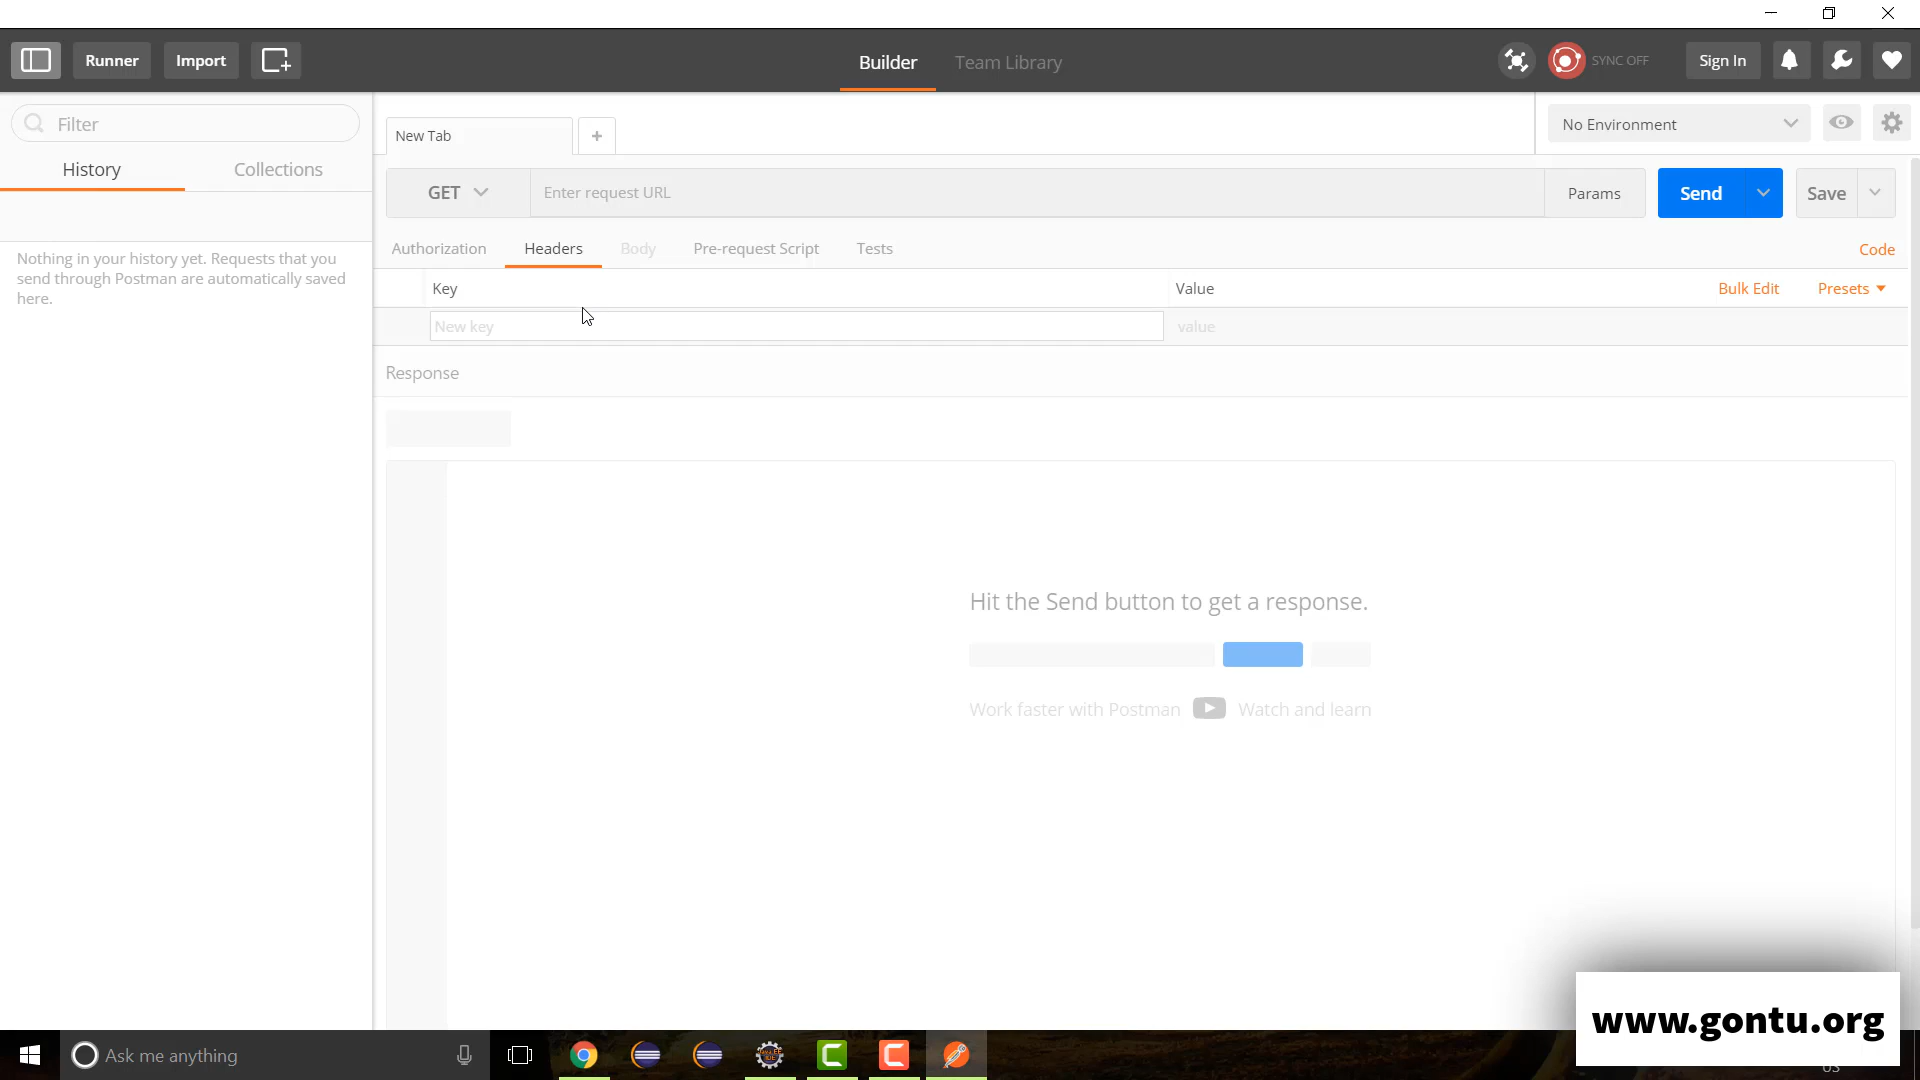 Runner
Import
Builder
Team Library
SYNC OFF
Sign In
Filter
History
Collections
Nothing in your history yet. Requests that you
send through Postman are automatically saved
here.
New Tab
No Environment
GET
Enter request URL
Params
Send
Save
Authorization
Headers
Body
Pre-request Script
Tests
Code
Key
Value
Bulk Edit
Presets
New key
value
Response
Hit the Send button to get a response.
Work faster with Postman
Watch and learn
www.gontu.org
Ask me anything